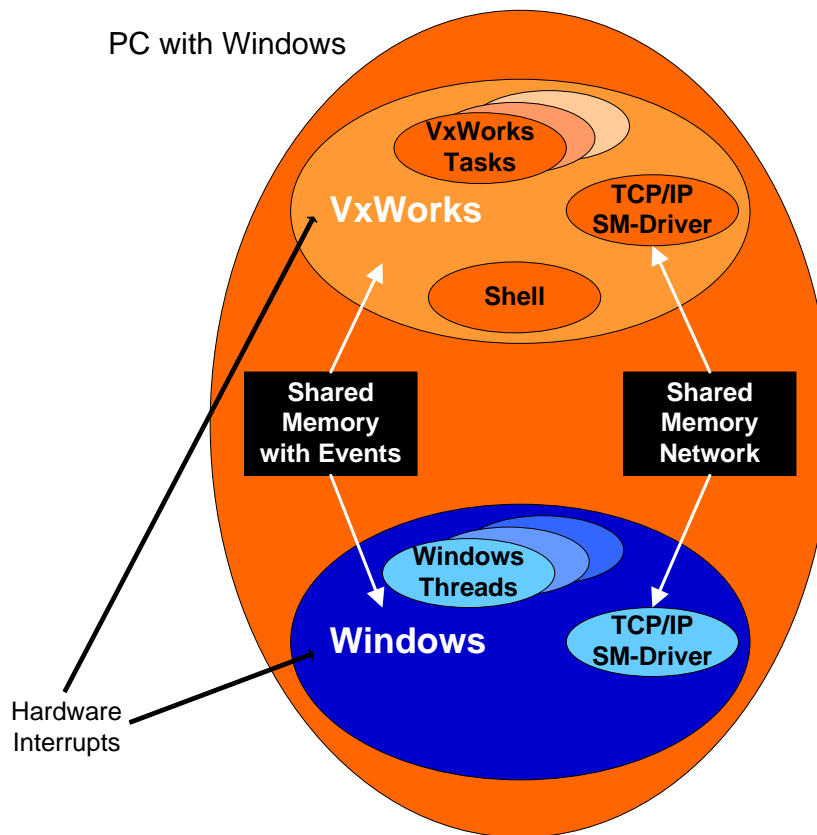 PC with Windows
VxWorks
Tasks
VxWorks
TCP/IP
SM-Driver
Shell
Shared
Memory
with Events
Shared
Memory
Network
Windows
Threads
Windows
TCP/IP
SM-Driver
Hardware
Interrupts